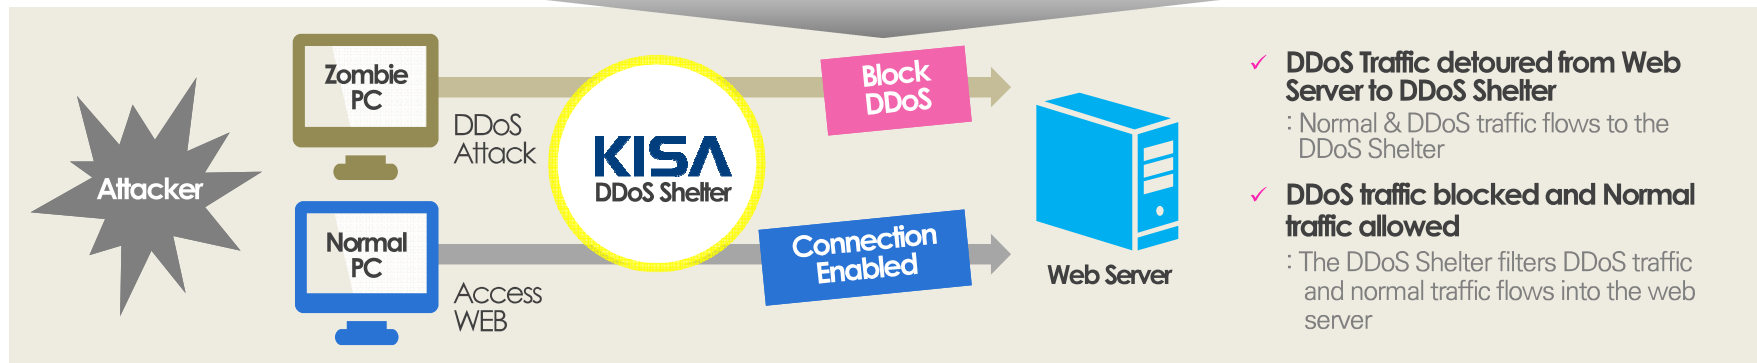 Attacker
Zombie
PC
DDoS
Attack
Normal
PC
Access
WEB
KISA
DDoS Shelter
Block
DDoS
Connection
Enabled
Web Server
✓ DDoS Traffic detoured from Web
Server to DDoS Shelter
: Normal & DDoS traffic flows to the
DDoS Shelter
✓ DDoS traffic blocked and Normal
traffic allowed
: The DDoS Shelter filters DDoS traffic
and normal traffic flows into the web
server